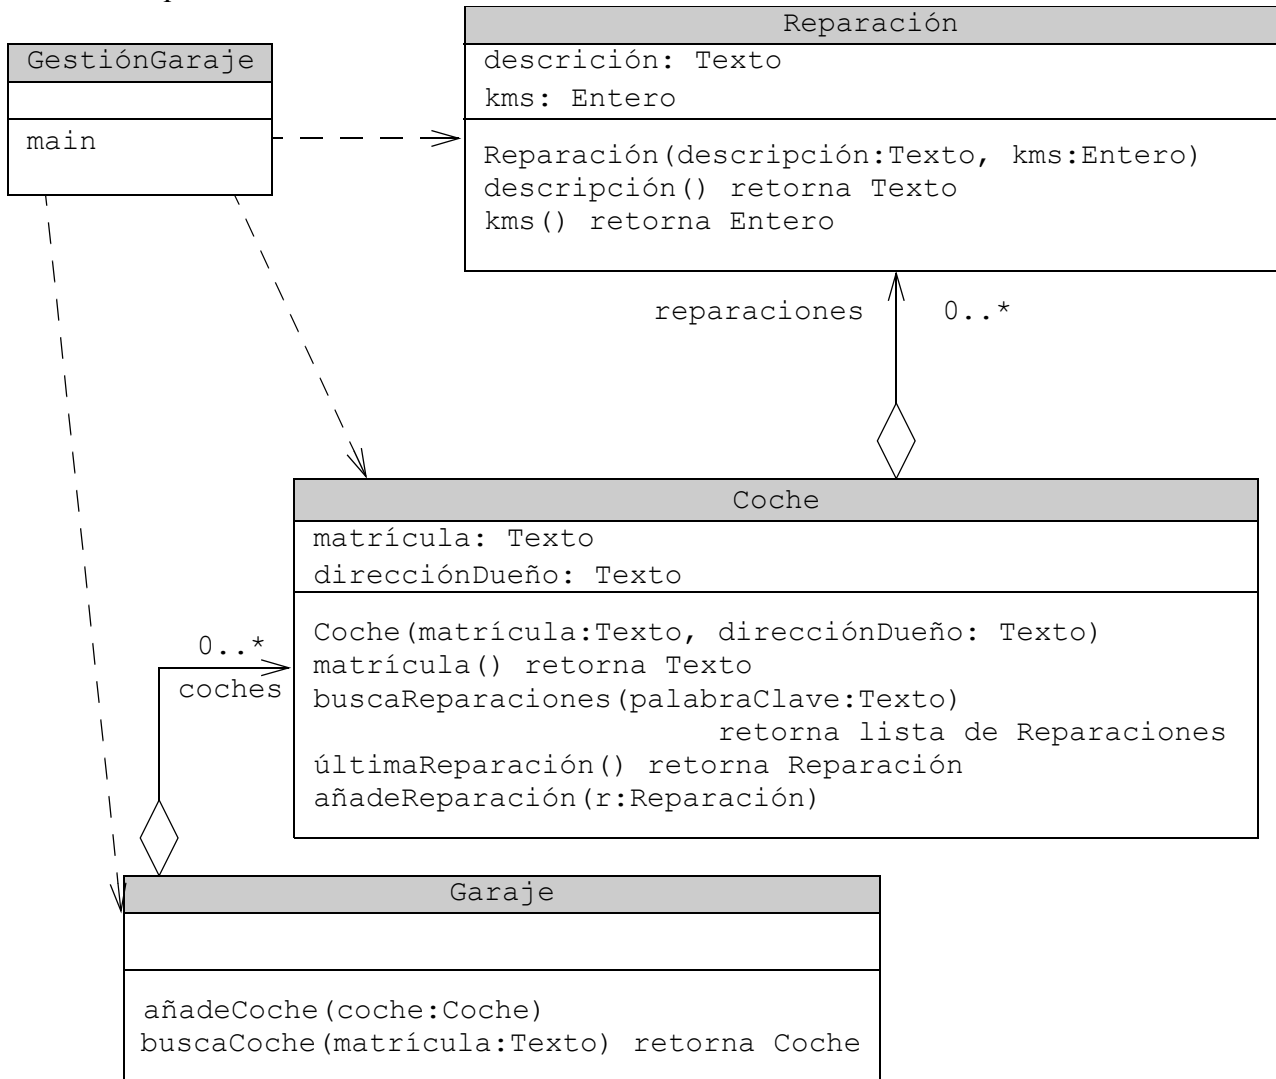 GestiónGaraje
main
Reparación
descrición: Texto
kms: Entero
Reparación(descripción:Texto, kms:Entero)
descripción() retorna Texto
kms() retorna Entero
reparaciones 0..*
Coche
matrícula: Texto
direcciónDueño: Texto
Coche(matrícula:Texto, direcciónDueño: Texto)
matrícula() retorna Texto
buscaReparaciones(palabraClave:Texto)
retorna lista de Reparaciones
últimaReparación() retorna Reparación
añadeReparación(r:Reparación)
0..*
coches
Garaje
añadeCoche(coche:Coche)
buscaCoche(matrícula:Texto) retorna Coche